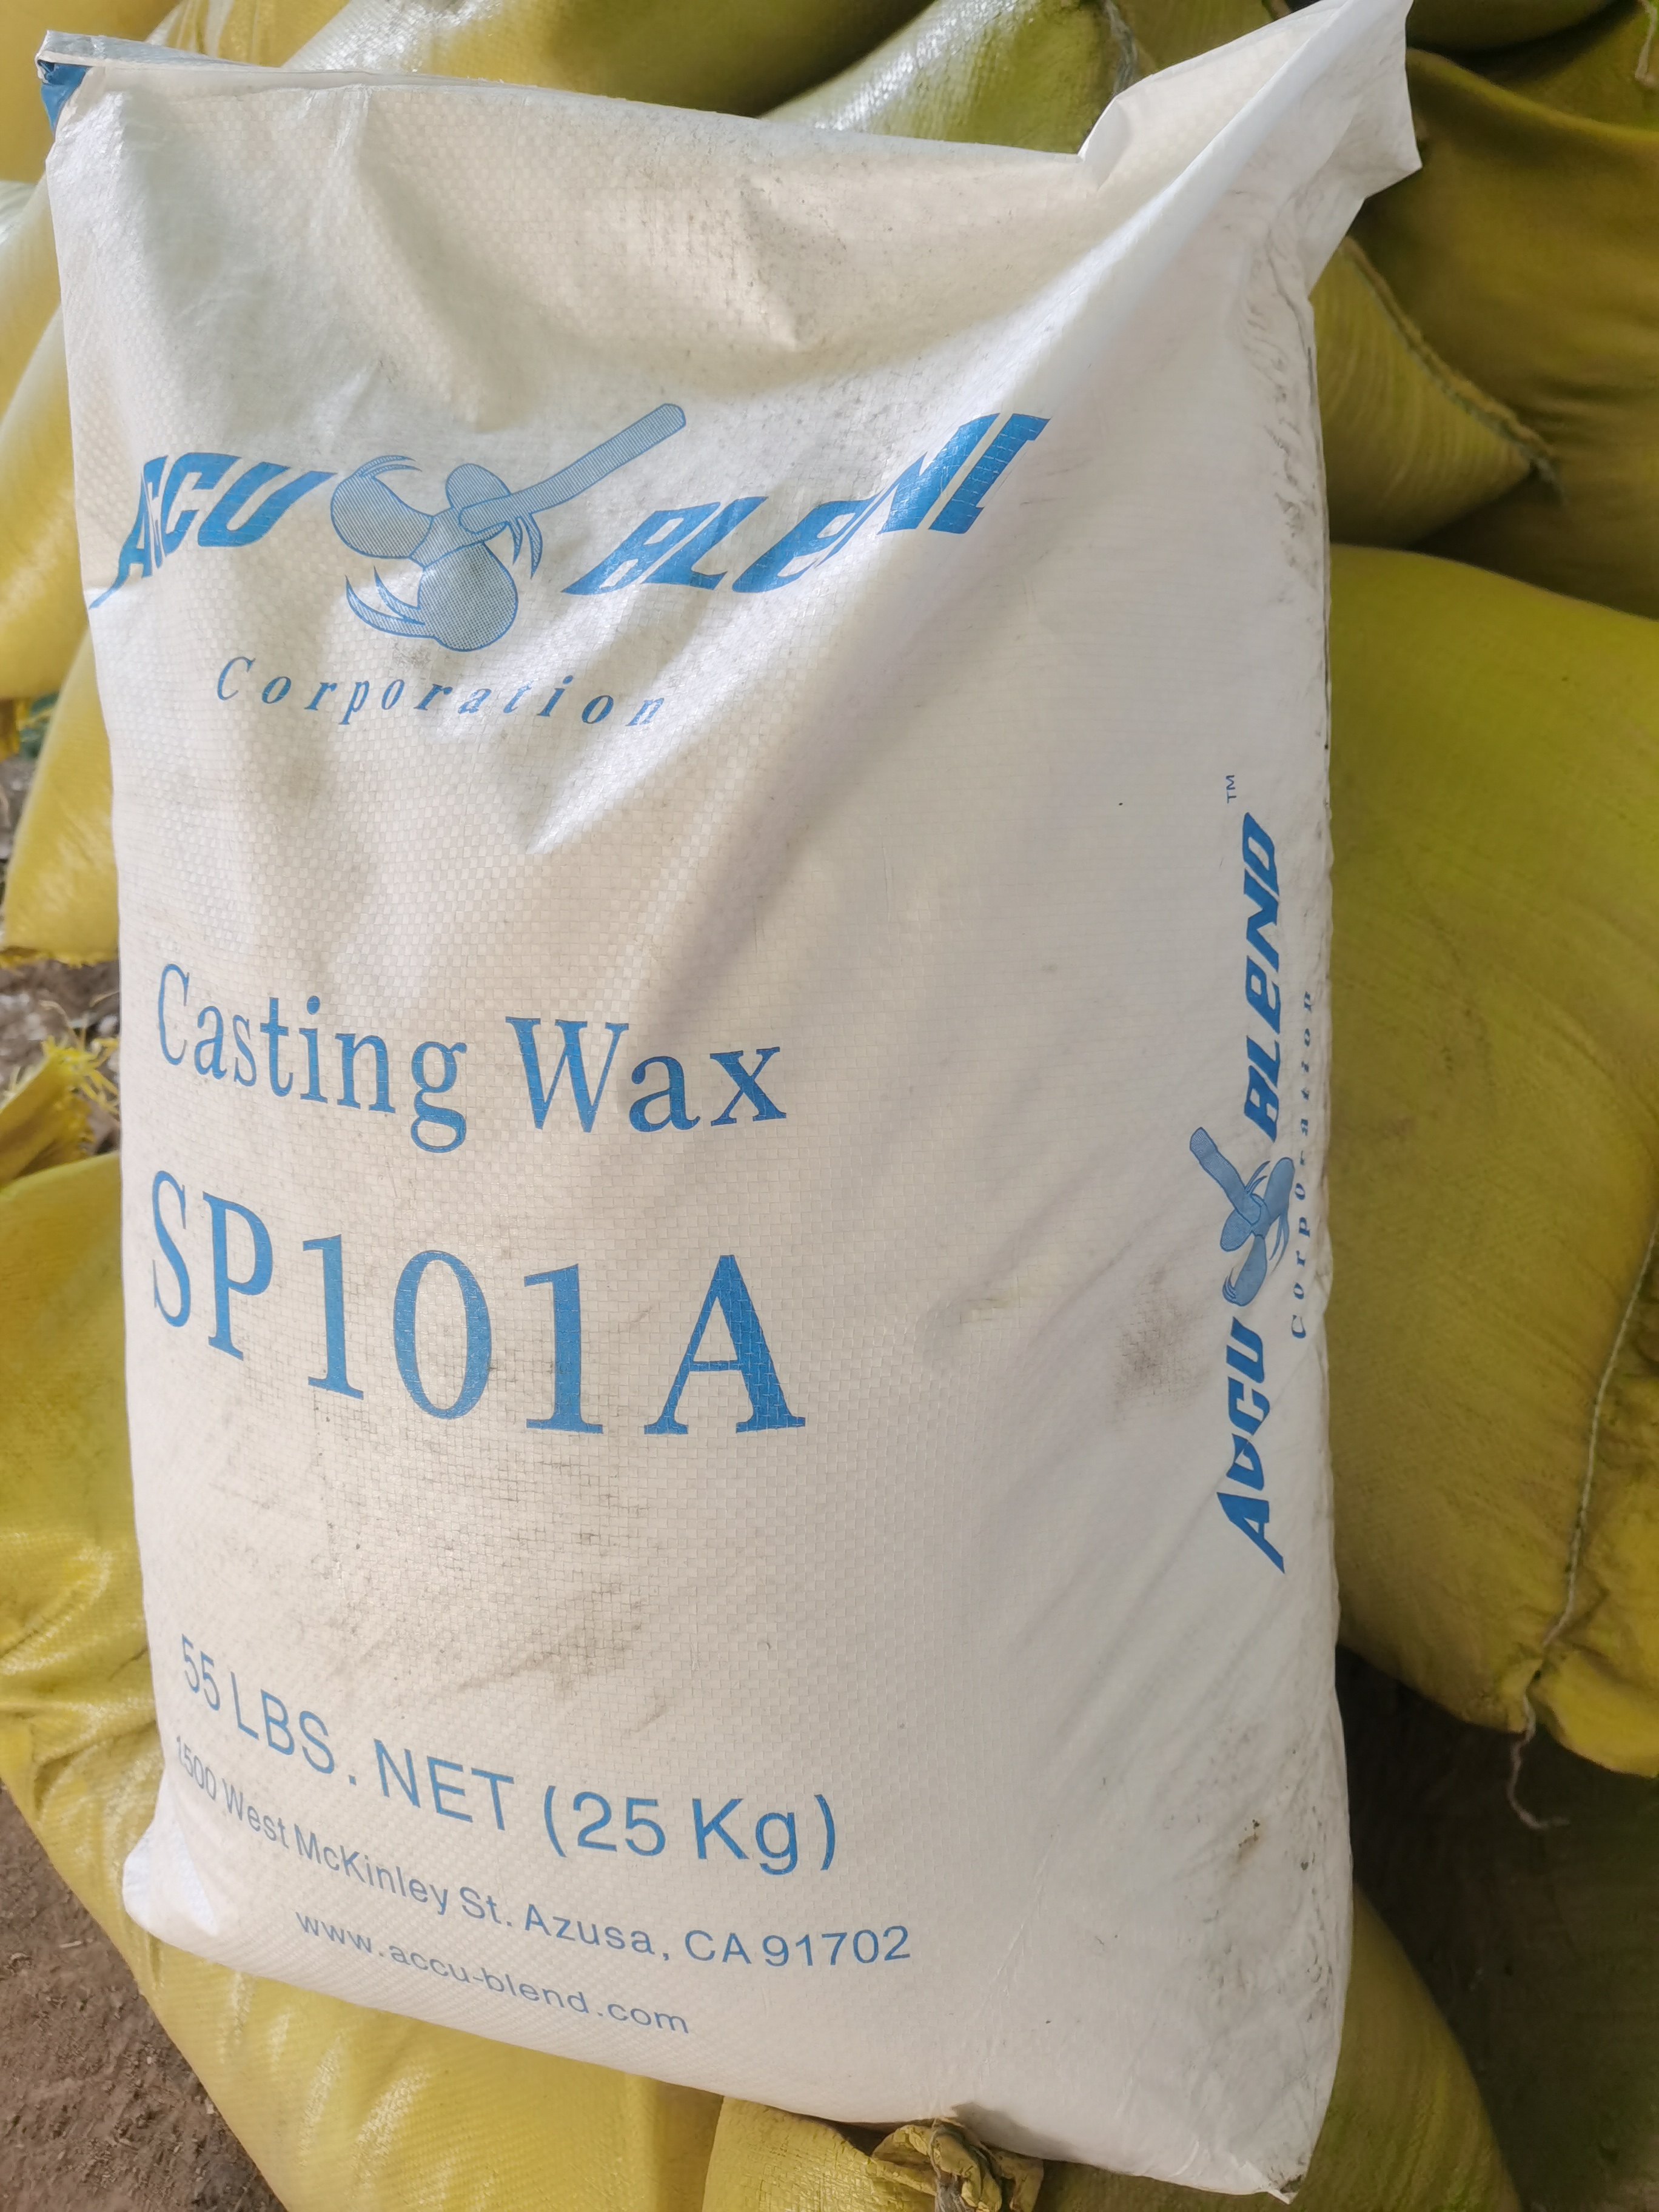 ACCU BLEND
Corporation
Casting Wax
SP101A
55 LBS. NET (25 Kg)
1500 West McKinley St. Azusa, CA 91702
www.accu-blend.com
ACCU BLEND™
Corporation